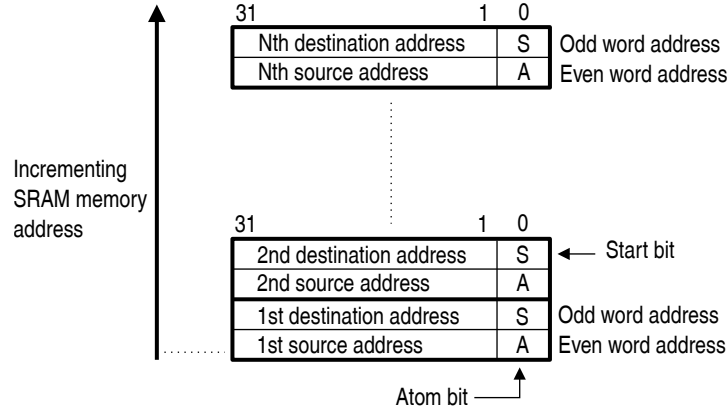 31 1 0
Nth destination address S Odd word address
Nth source address A Even word address
Incrementing
SRAM memory
address
31 1 0
2nd destination address S Start bit
2nd source address A
1st destination address S Odd word address
1st source address A Even word address
Atom bit